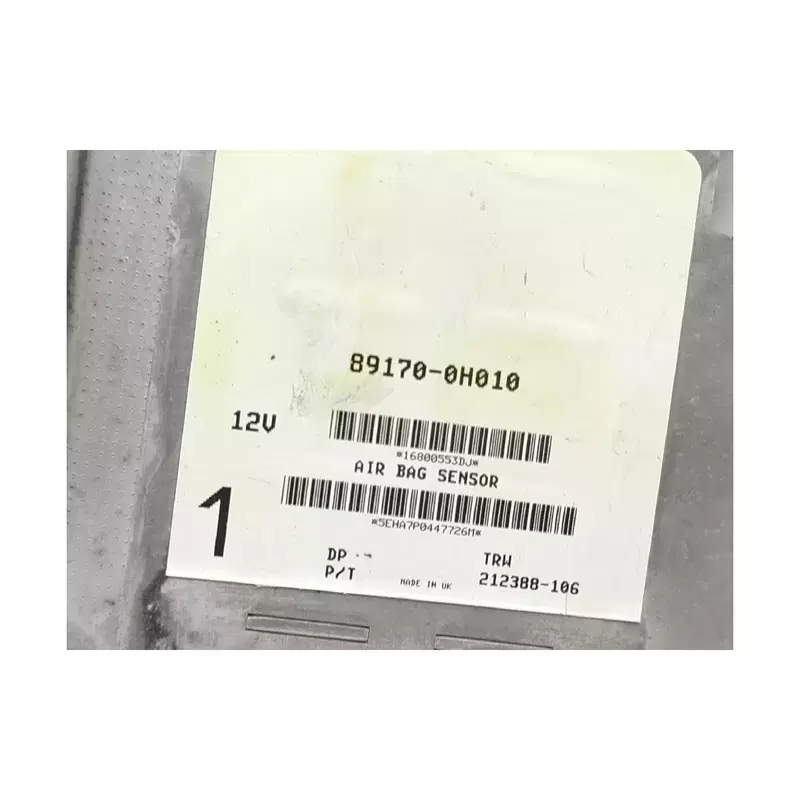 89170-0H010
12V
*16800553DJ*
AIR BAG SENSOR
1
*5EHA7P0447726M*
DP --
TRW
P/T
MADE IN UK
212388-106